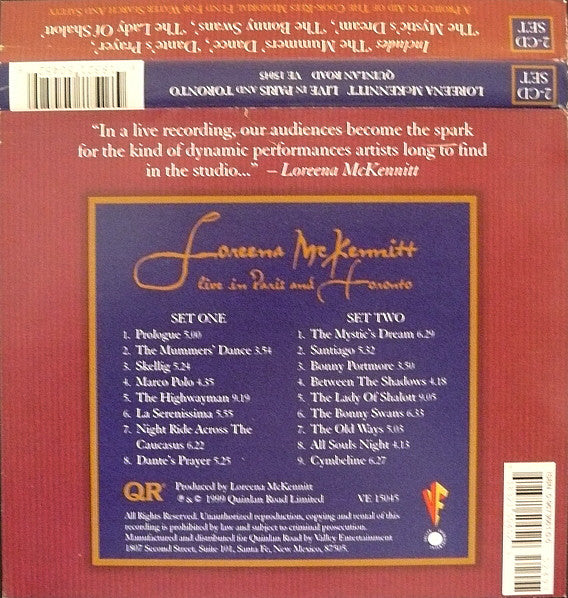 A PROJECT IN AID OF THE COOK-REES MEMORIAL FUND FOR WATER SEARCH AND SAFETY
Includes 'The Mummers' Dance', 'Dante's Prayer',
'The Mystic's Dream', 'The Bonny Swans', 'The Lady Of Shalott'
2-CD
SET
LOREENA MCKENNITT LIVE IN PARIS AND TORONTO
QUINLAN ROAD VE 15045
2-CD
SET
“In a live recording, our audiences become the spark
for the kind of dynamic performances artists long to find
in the studio...” – Loreena McKennitt
Loreena McKennitt
live in Paris and Toronto
SET ONE
1. Prologue 5.00
2. The Mummers' Dance 3.54
3. Skellig 5.24
4. Marco Polo 4.35
5. The Highwayman 9.19
6. La Serenissima 5.55
7. Night Ride Across The
Caucasus 6.22
8. Dante's Prayer 5.25
SET TWO
1. The Mystic's Dream 6.29
2. Santiago 5.32
3. Bonny Portmore 3.50
4. Between The Shadows 4.18
5. The Lady Of Shalott 9.05
6. The Bonny Swans 6.33
7. The Old Ways 5.03
8. All Souls Night 4.13
9. Cymbeline 6.27
QR
Produced by Loreena McKennitt
℗ & © 1999 Quinlan Road Limited
VE 15045
VE
All Rights Reserved. Unauthorized reproduction, copying and rental of this
recording is prohibited by law and subject to criminal prosecution.
Manufactured and distributed for Quinlan Road by Valley Entertainment
1807 Second Street, Suite 101, Santa Fe, New Mexico, 87505.